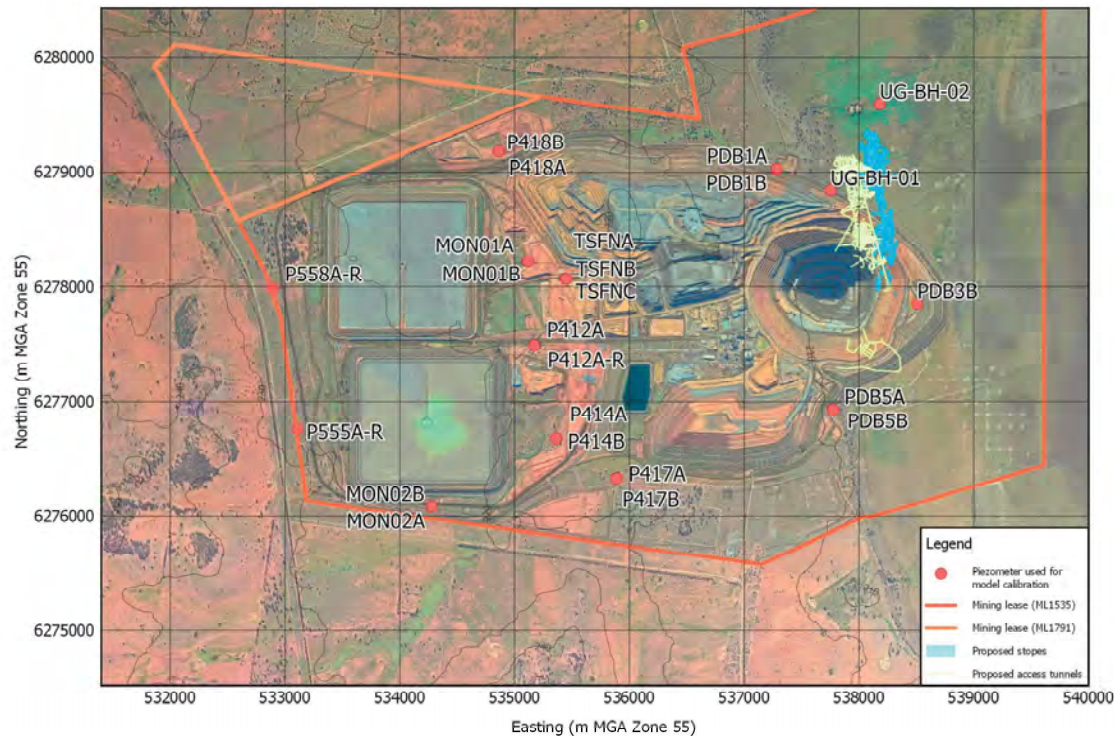 6280000
6279000
6278000
6277000
6276000
6275000
Northing (m MGA Zone 55)
UG-BH-02
P418B
P418A
PDB1A
PDB1B
UG-BH-01
MON01A
MON01B
TSFNA
TSFNB
TSFNC
P558A-R
PDB3B
P412A
P412A-R
P414A
P414B
PDB5A
PDB5B
P555A-R
P417A
P417B
MON02B
MON02A
Legend
Piezometer used for
model calibration
Mining lease (ML1535)
Mining lease (ML1791)
Proposed stopes
Proposed access tunnels
532000 533000 534000 535000 536000 537000 538000 539000 540000
Easting (m MGA Zone 55)